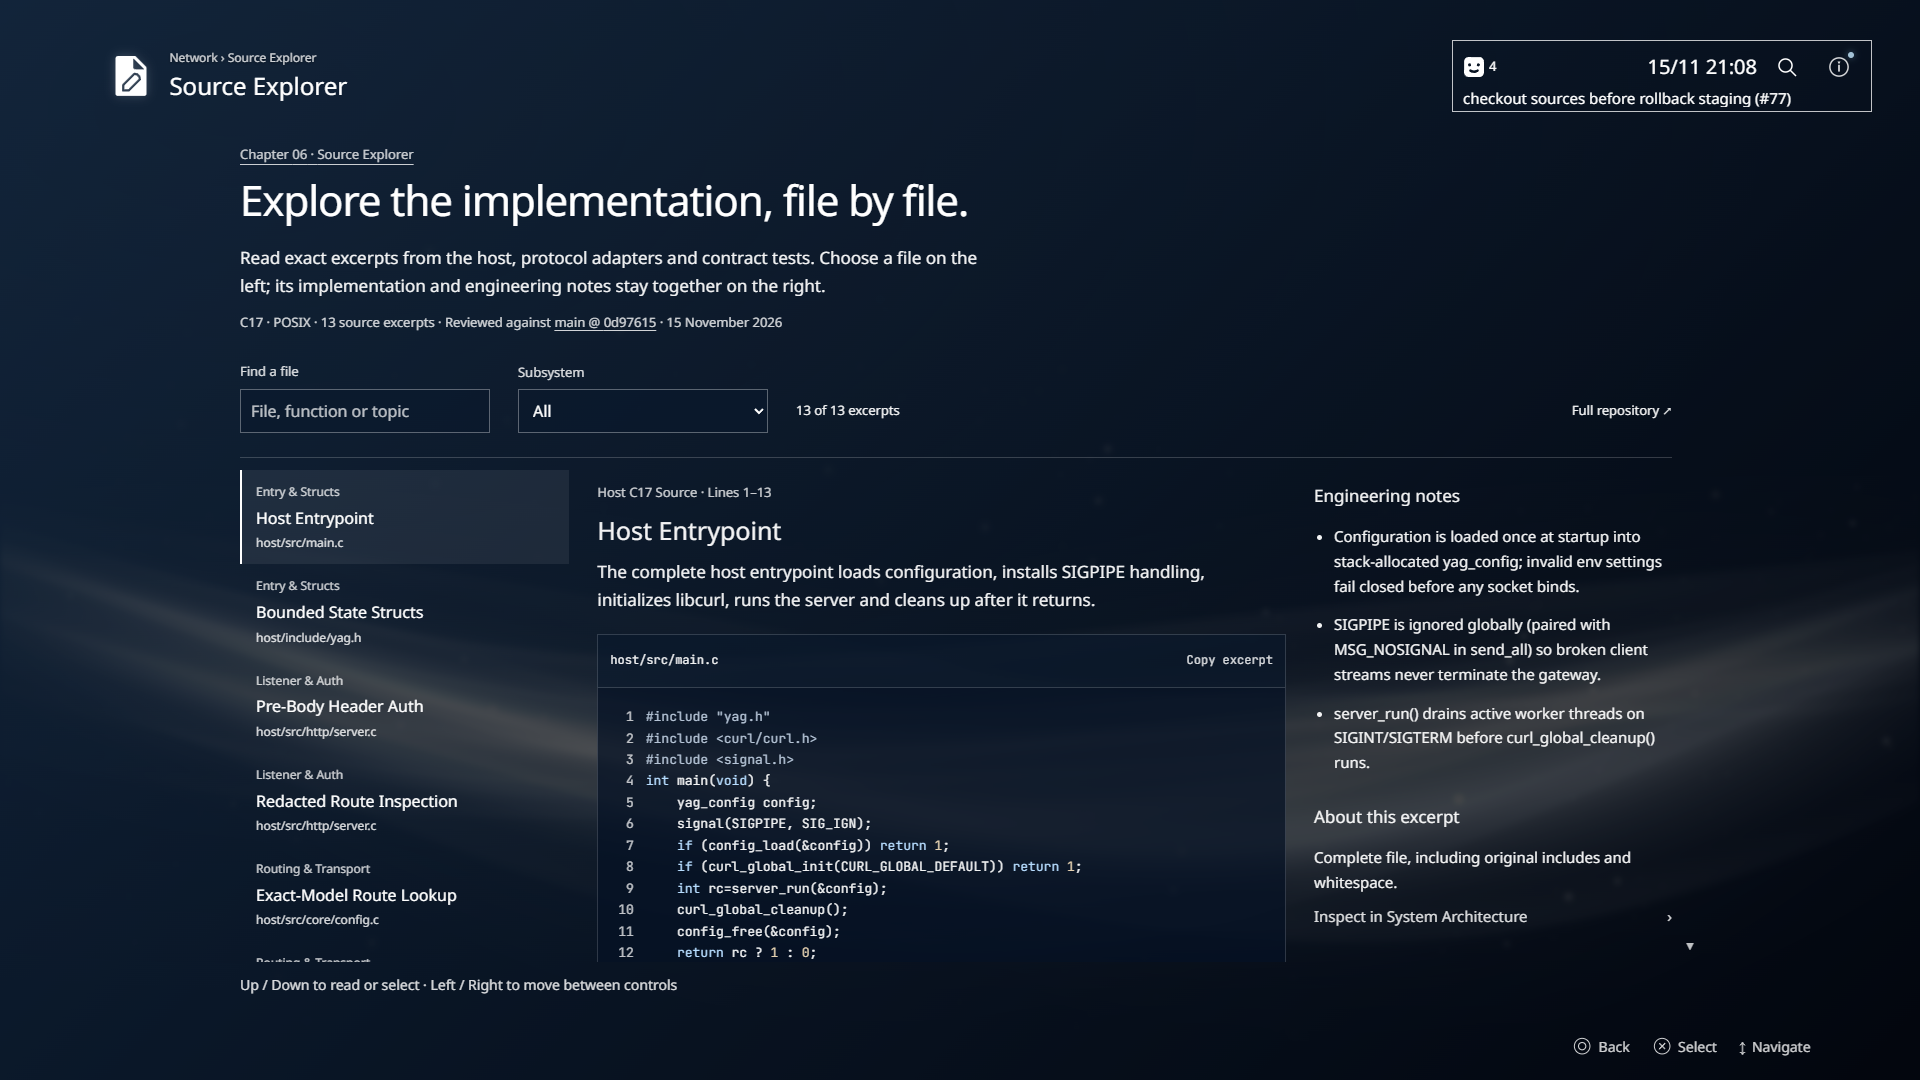 Network › Source Explorer
Source Explorer
4
15/11 21:08
checkout sources before rollback staging (#77)
Chapter 06 · Source Explorer
Explore the implementation, file by file.
Read exact excerpts from the host, protocol adapters and contract tests. Choose a file on the
left; its implementation and engineering notes stay together on the right.
C17 · POSIX · 13 source excerpts · Reviewed against main @ 0d97615 · 15 November 2026
Find a file
Subsystem
File, function or topic
All
13 of 13 excerpts
Full repository ↗
Entry & Structs
Host Entrypoint
host/src/main.c
Entry & Structs
Bounded State Structs
host/include/yag.h
Listener & Auth
Pre-Body Header Auth
host/src/http/server.c
Listener & Auth
Redacted Route Inspection
host/src/http/server.c
Routing & Transport
Exact-Model Route Lookup
host/src/core/config.c
Routing & Transport
Host C17 Source · Lines 1–13
Host Entrypoint
The complete host entrypoint loads configuration, installs SIGPIPE handling,
initializes libcurl, runs the server and cleans up after it returns.
host/src/main.c
Copy excerpt
1 #include "yag.h"
2 #include <curl/curl.h>
3 #include <signal.h>
4 int main(void) {
5     yag_config config;
6     signal(SIGPIPE, SIG_IGN);
7     if (config_load(&config)) return 1;
8     if (curl_global_init(CURL_GLOBAL_DEFAULT)) return 1;
9     int rc=server_run(&config);
10     curl_global_cleanup();
11     config_free(&config);
12     return rc ? 1 : 0;
Engineering notes
• Configuration is loaded once at startup into
stack-allocated yag_config; invalid env settings
fail closed before any socket binds.
• SIGPIPE is ignored globally (paired with
MSG_NOSIGNAL in send_all) so broken client
streams never terminate the gateway.
• server_run() drains active worker threads on
SIGINT/SIGTERM before curl_global_cleanup()
runs.
About this excerpt
Complete file, including original includes and
whitespace.
Inspect in System Architecture ›
Up / Down to read or select · Left / Right to move between controls
Back
Select
Navigate